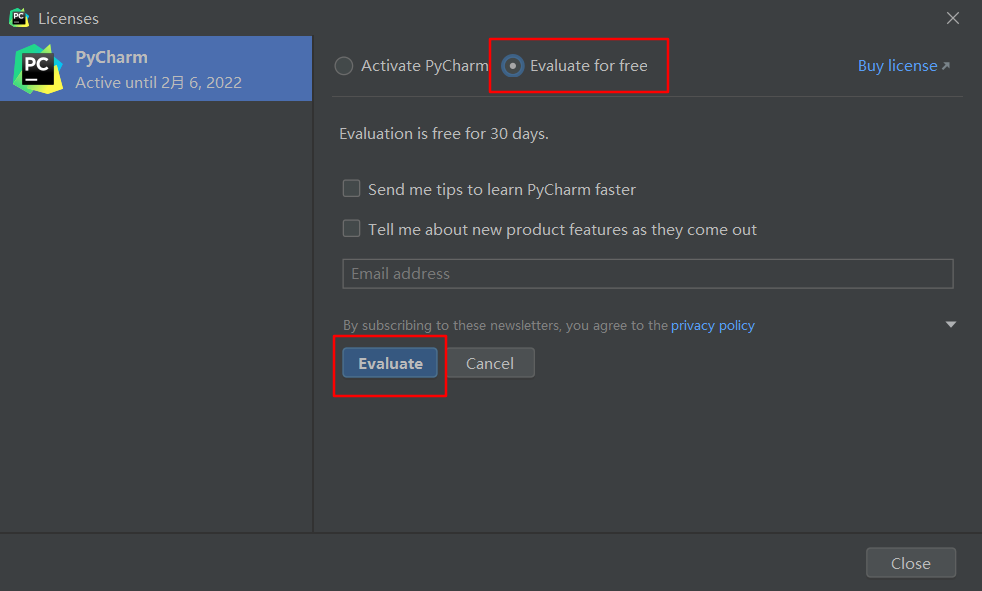 PC Licenses
PC PyCharm
Active until 2月 6, 2022
Activate PyCharm Evaluate for free Buy license
Evaluation is free for 30 days.
Send me tips to learn PyCharm faster
Tell me about new product features as they come out
Email address
By subscribing to these newsletters, you agree to the privacy policy
Evaluate Cancel
Close